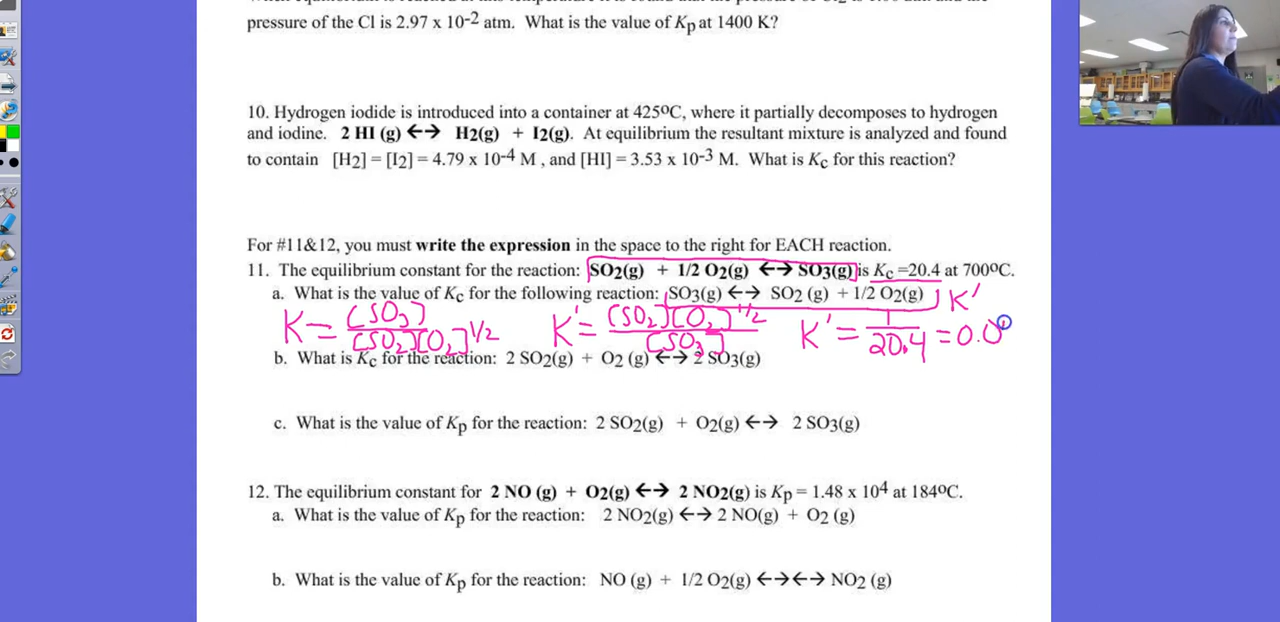 pressure of the Cl is 2.97 x 10-2 atm. What is the value of Kp at 1400 K?
10. Hydrogen iodide is introduced into a container at 425ºC, where it partially decomposes to hydrogen
and iodine. 2 HI (g) ←→ H2(g) + I2(g). At equilibrium the resultant mixture is analyzed and found
to contain [H2] = [I2] = 4.79 x 10-4 M , and [HI] = 3.53 x 10-3 M. What is Kc for this reaction?
For #11&12, you must write the expression in the space to the right for EACH reaction.
11. The equilibrium constant for the reaction: SO2(g) + 1/2 O2(g) ←→ SO3(g) is Kc =20.4 at 700ºC.
a. What is the value of Kc for the following reaction: SO3(g) ←→ SO2 (g) + 1/2 O2(g) K'
K = [SO3] / [SO2][O2]^1/2 K' = [SO2][O2]^1/2 / [SO3] K' = 1 / 20.4 = 0.0
b. What is Kc for the reaction: 2 SO2(g) + O2 (g) ←→ 2 SO3(g)
c. What is the value of Kp for the reaction: 2 SO2(g) + O2(g) ←→ 2 SO3(g)
12. The equilibrium constant for 2 NO (g) + O2(g) ←→ 2 NO2(g) is Kp = 1.48 x 104 at 184ºC.
a. What is the value of Kp for the reaction: 2 NO2(g) ←→ 2 NO(g) + O2 (g)
b. What is the value of Kp for the reaction: NO (g) + 1/2 O2(g) ←→←→ NO2 (g)